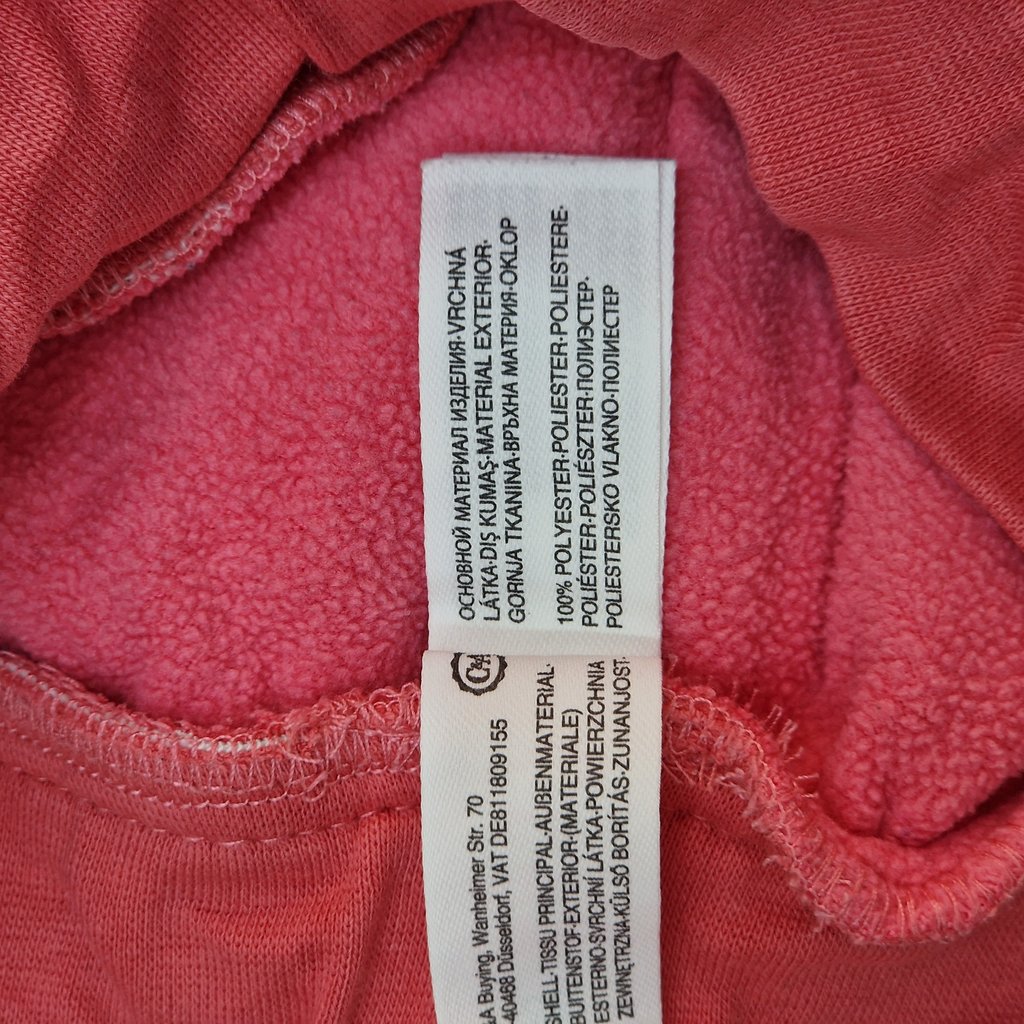 ОСНОВНОЙ МАТЕРИАЛ ИЗДЕЛИЯ·VRCHNÁ
LÁTKA·DIŞ KUMAŞ·MATERIAL EXTERIOR·
GORNJA TKANINA·ВРЪХНА МАТЕРИЯ·OKLOP
100% POLYESTER·POLIESTER·POLIESTERE·
POLIÉSTER·POLIÉSZTER·ПОЛИЭСТЕР·
POLIESTERSKO VLAKNO·ПОЛИЕСТЕР
C&A
&A Buying, Wanheimer Str. 70
40468 Düsseldorf, VAT DE811809155
SHELL·TISSU PRINCIPAL·AUßENMATERIAL·
BUITENSTOF·EXTERIOR·(MATERIALE)
ESTERNO·SVRCHNÍ LÁTKA·POWIERZCHNIA
ZEWNĘTRZNA·KÜLSŐ BORÍTÁS·ZUNANJOST·